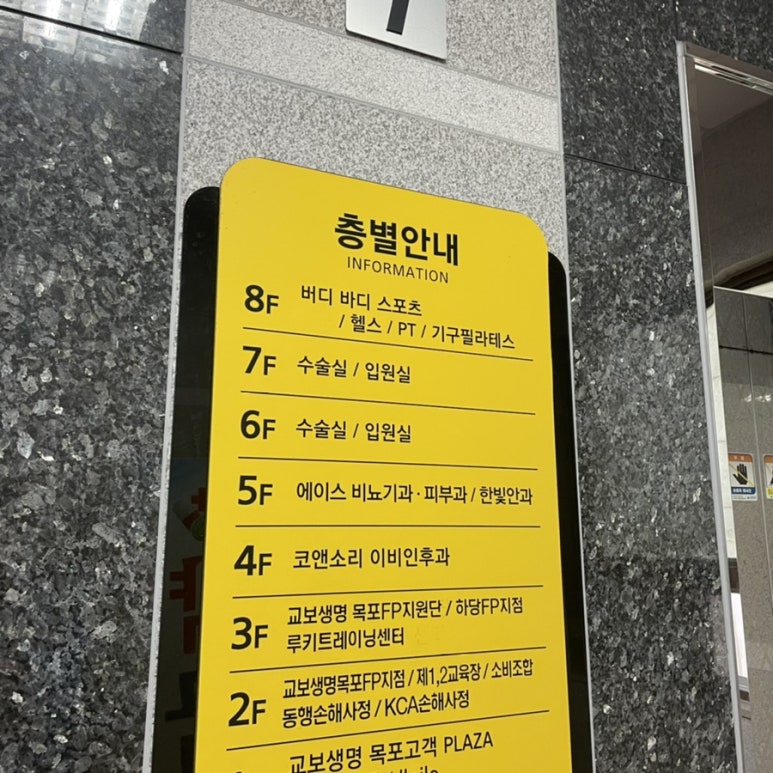 층별안내
INFORMATION
8F 버디 바디 스포츠
/ 헬스 / PT / 기구필라테스
7F 수술실 / 입원실
6F 수술실 / 입원실
5F 에이스 비뇨기과·피부과 / 한빛안과
4F 코앤소리 이비인후과
3F 교보생명 목포FP지원단 / 하당FP지점
루키트레이닝센터
2F 교보생명목포FP지점 / 제1,2교육장 / 소비조합
동행손해사정 / KCA손해사정
교보생명 목포고객 PLAZA